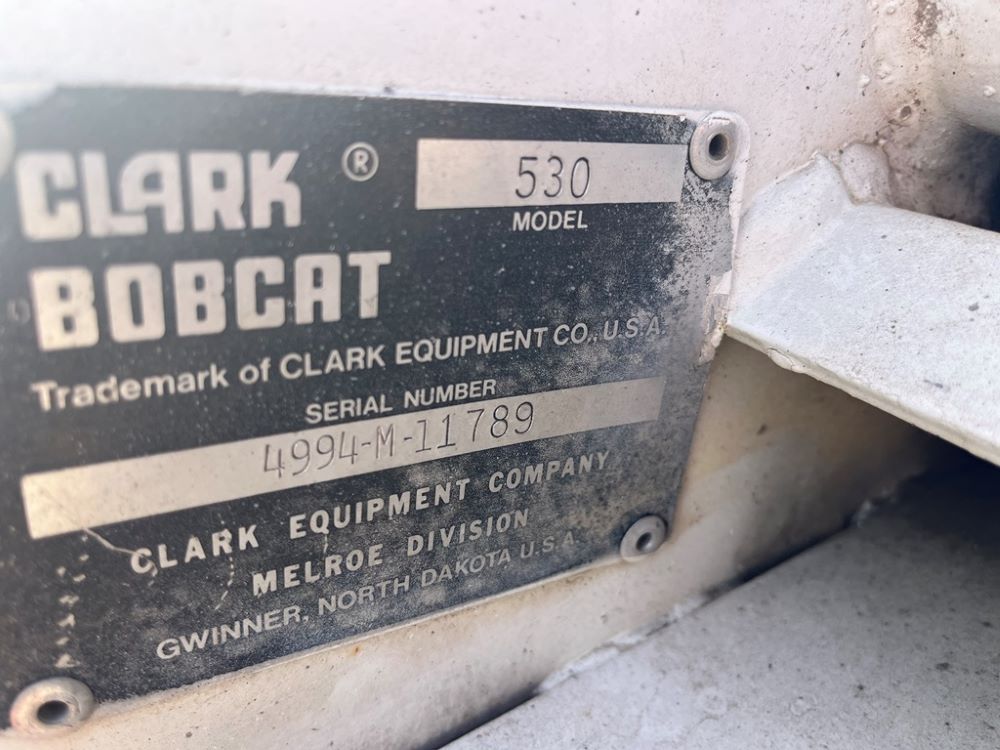 CLARK ®
BOBCAT
530
MODEL
Trademark of CLARK EQUIPMENT CO., U.S.A.
SERIAL NUMBER
4994-M-11789
CLARK EQUIPMENT COMPANY
MELROE DIVISION
GWINNER, NORTH DAKOTA U.S.A.